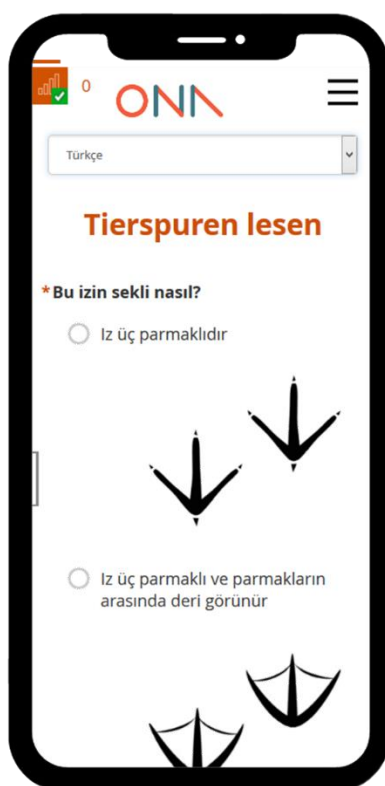 0
ONA
Türkçe
Tierspuren lesen
*Bu izin sekli nasıl?
Iz üç parmaklıdır
Iz üç parmaklı ve parmakların
arasında deri görünür